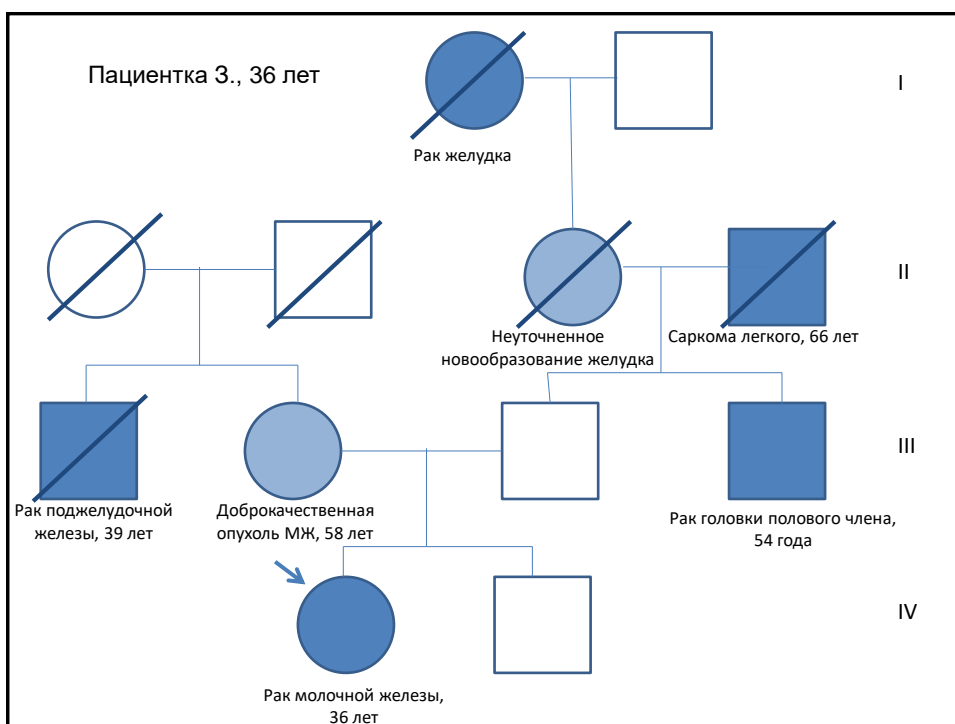 Пациентка З., 36 лет
I
Рак желудка
II
Неуточненное
новообразование желудка
Саркома легкого, 66 лет
III
Рак поджелудочной
железы, 39 лет
Доброкачественная
опухоль МЖ, 58 лет
Рак головки полового члена,
54 года
IV
Рак молочной железы,
36 лет